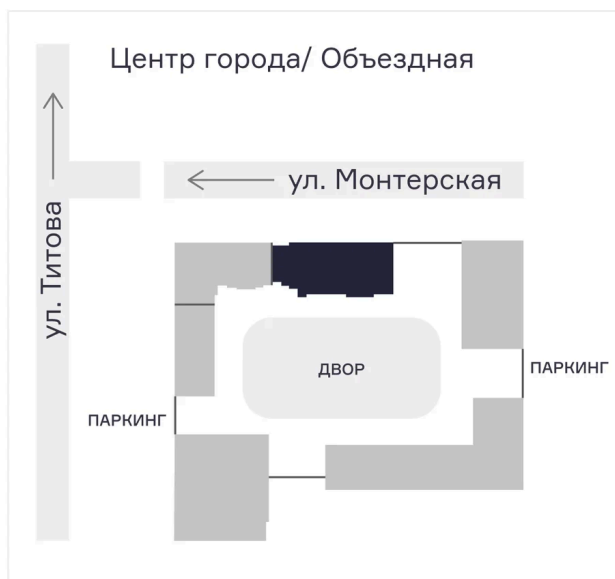 Центр города/ Объездная
ул. Монтерская
ул. Титова
ДВОР
ПАРКИНГ
ПАРКИНГ